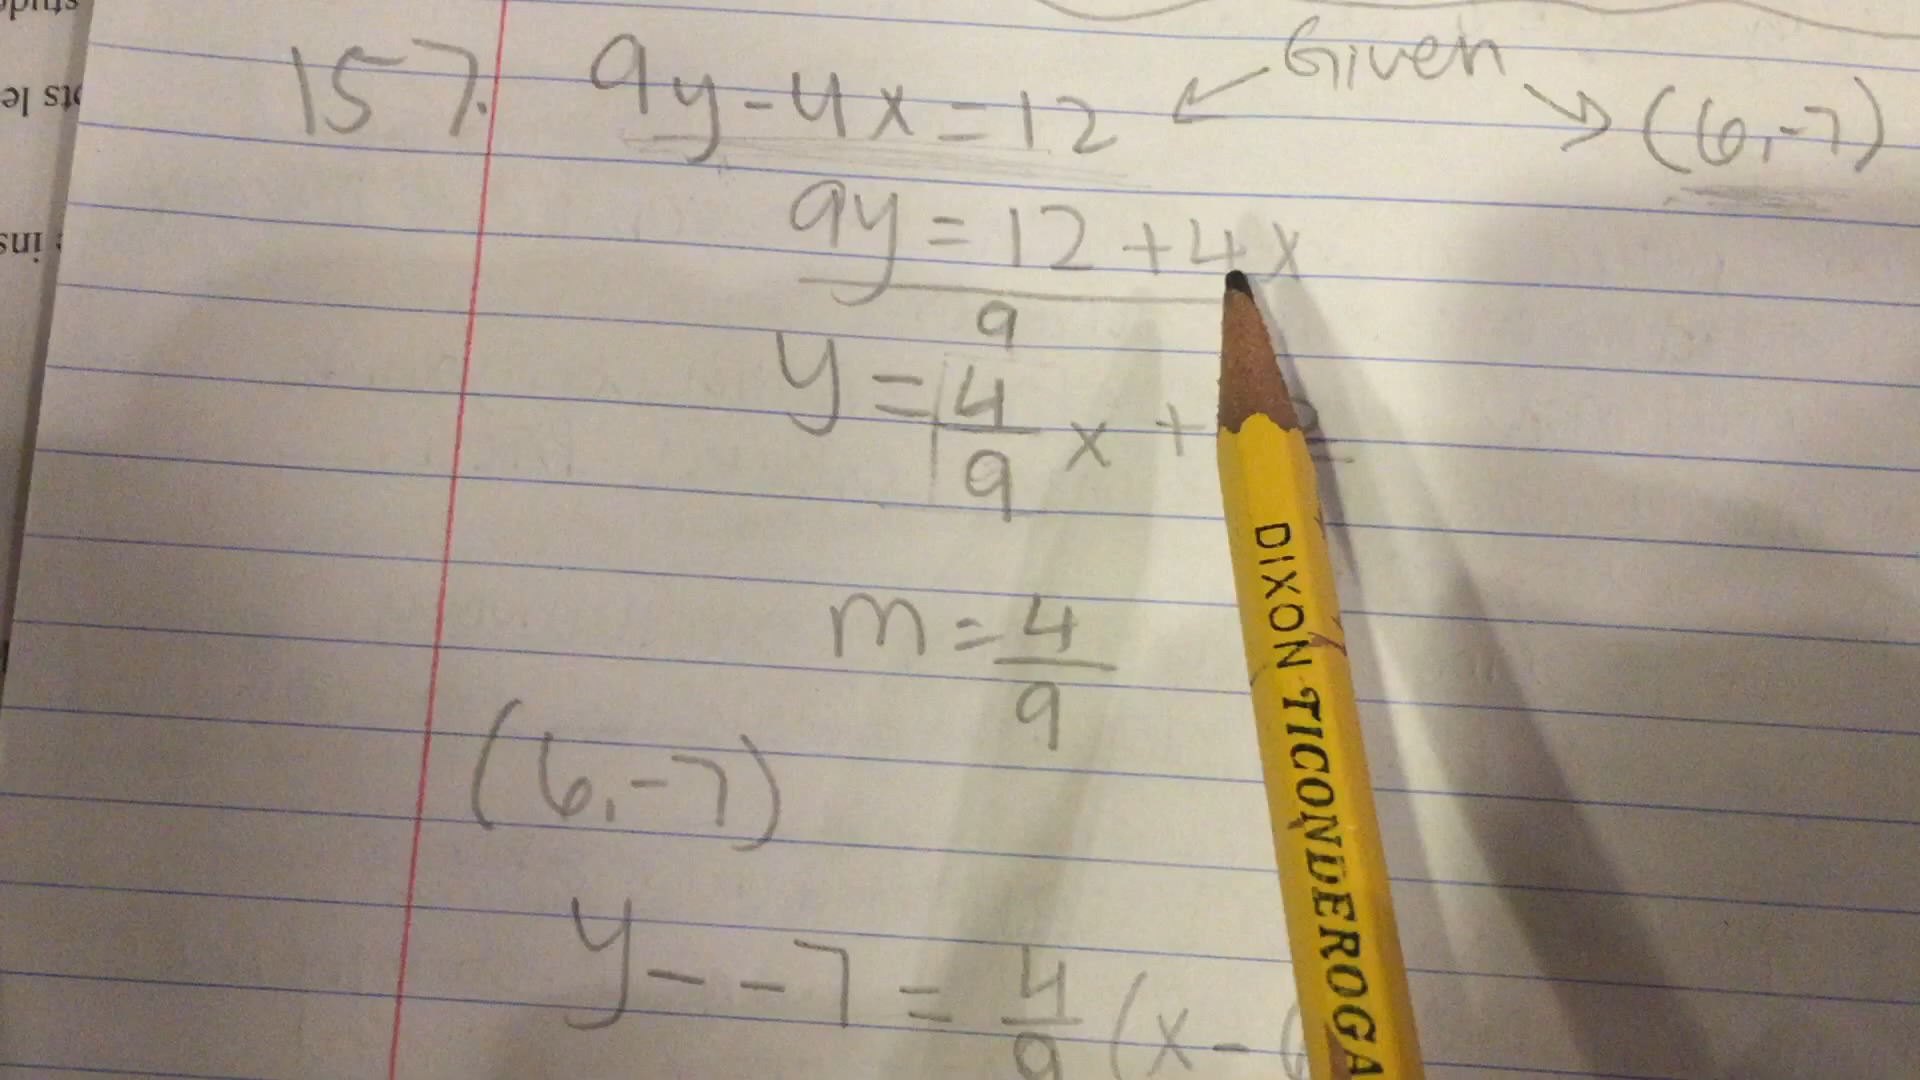 157. 9y - 4x = 12 ← Given → (6, -7)
9y = 12 + 4x
9
y = 4/9 x +
m = 4/9
(6, -7)
y - - 7 = 4/9 (x -
DIXON TICONDEROGA